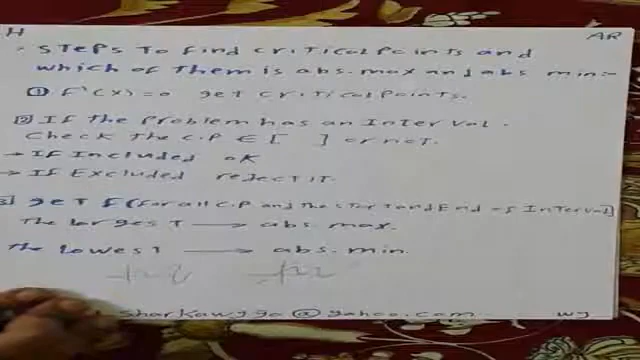 H AR
STEPS TO find critical points and
which of them is abs. max and abs min :-
① F'(x) = 0 get critical points.
② If the problem has an Interval.
check the C.P ∈ [ ] or not.
→ If Included ok
→ If Excluded reject it.
3 get f (for all C.P and the start and End of Interval]
The largest → abs. max.
The lowest → abs. min.
sharkawy90@yahoo.com